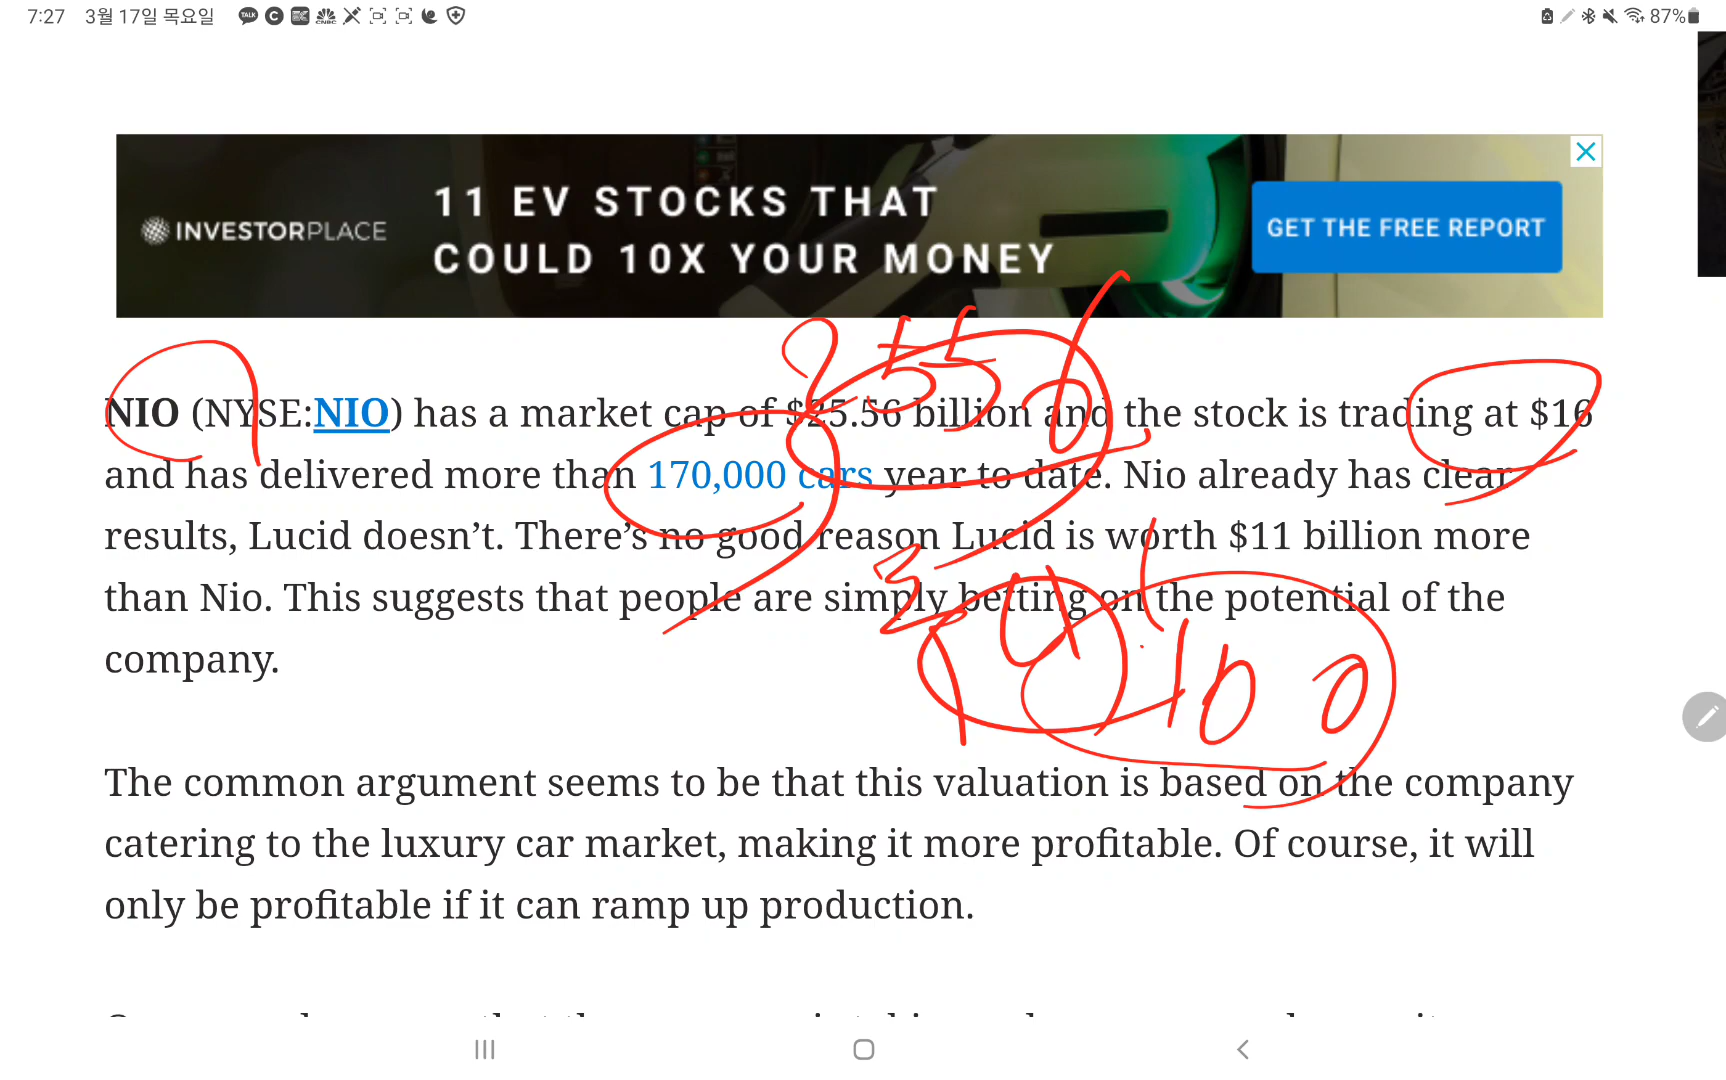 7:27 3월 17일 목요일 TALK CNBC 87%
11 EV STOCKS THAT
COULD 10X YOUR MONEY
INVESTORPLACE
GET THE FREE REPORT
NIO (NYSE:NIO) has a market cap of $25.56 billion and the stock is trading at $16
and has delivered more than 170,000 cars year to date. Nio already has clear
results, Lucid doesn’t. There’s no good reason Lucid is worth $11 billion more
than Nio. This suggests that people are simply betting on the potential of the
company.
The common argument seems to be that this valuation is based on the company
catering to the luxury car market, making it more profitable. Of course, it will
only be profitable if it can ramp up production.